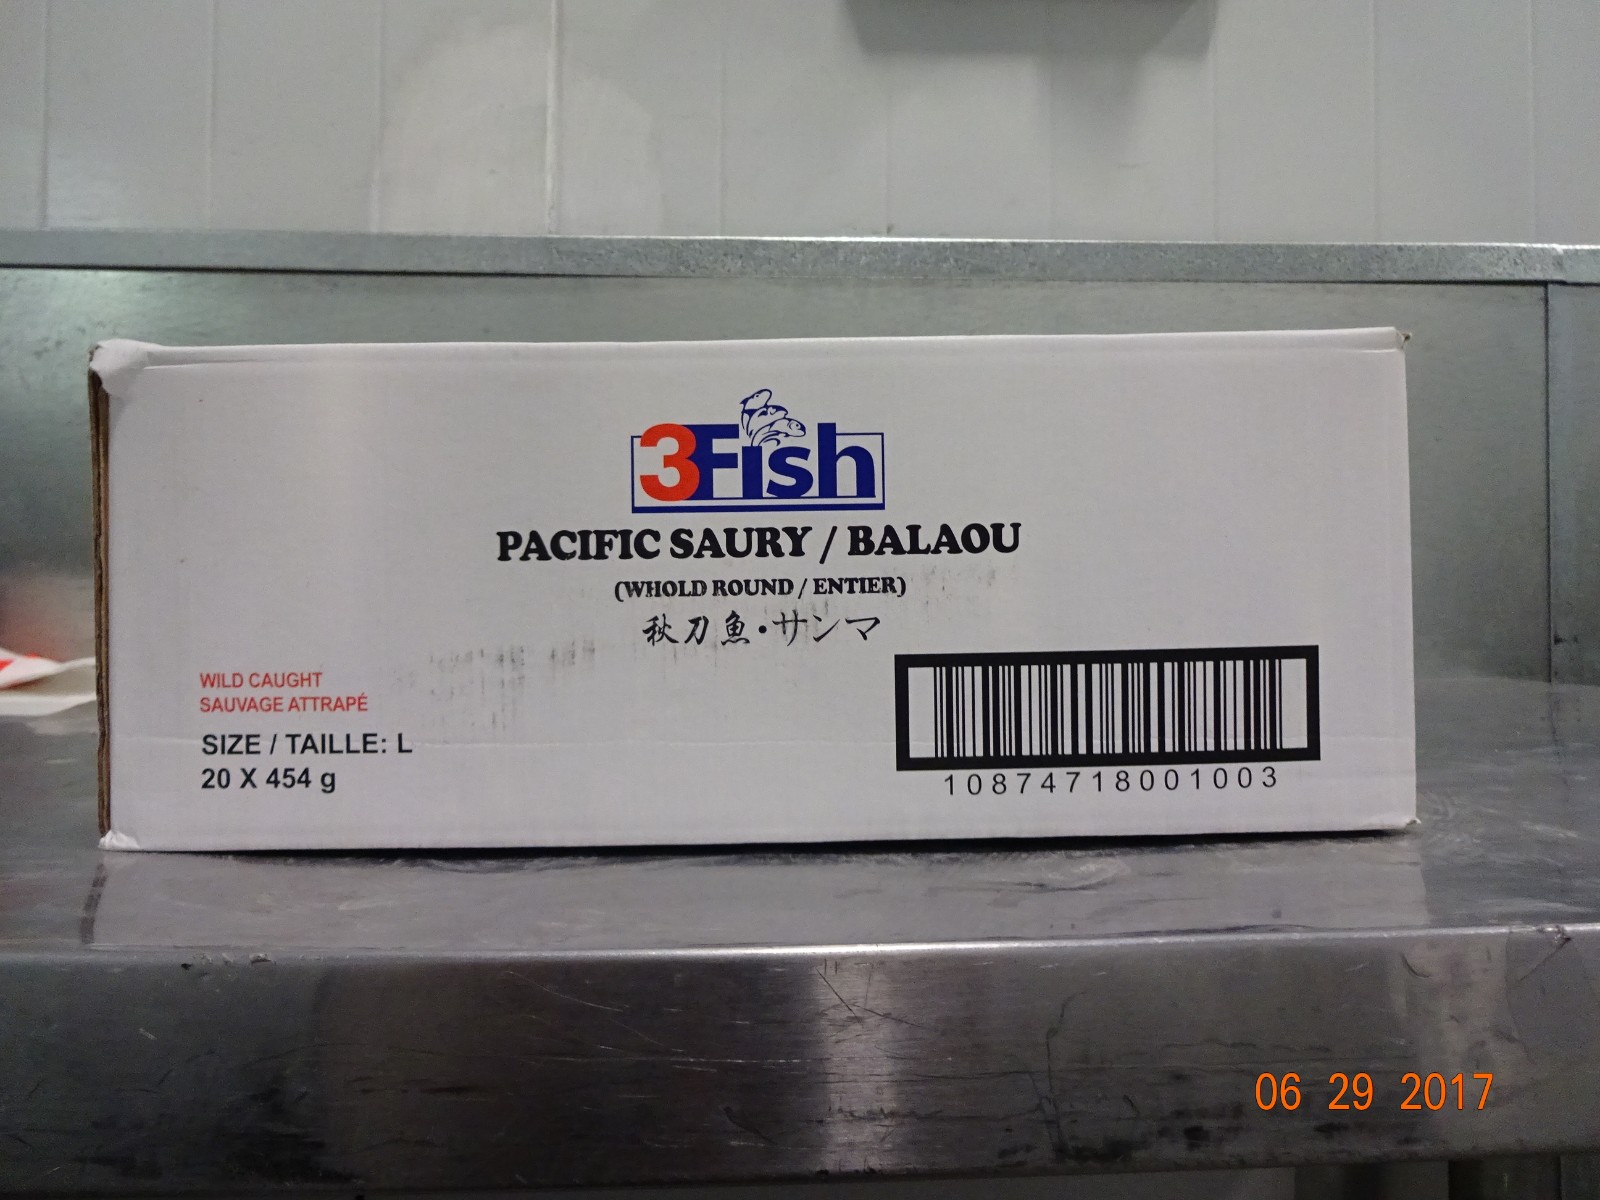 3Fish
PACIFIC SAURY / BALAOU
(WHOLD ROUND / ENTIER)
秋刀魚・サンマ
WILD CAUGHT
SAUVAGE ATTRAPÉ
SIZE / TAILLE: L
20 X 454 g
10874718001003
06 29 2017